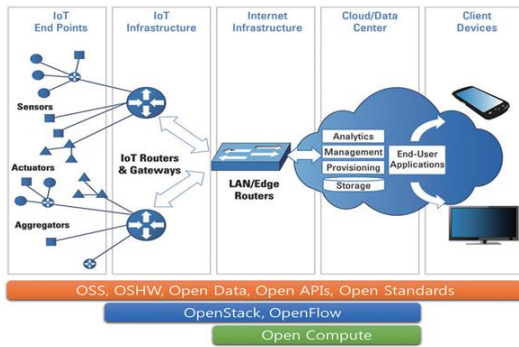 IoT
End Points
IoT
Infrastructure
Internet
Infrastructure
Cloud/Data
Center
Client
Devices
Sensors
Actuators
Aggregators
IoT Routers
& Gateways
LAN/Edge
Routers
Analytics
Management
Provisioning
Storage
End-User
Applications
OSS, OSHW, Open Data, Open APIs, Open Standards
OpenStack, OpenFlow
Open Compute